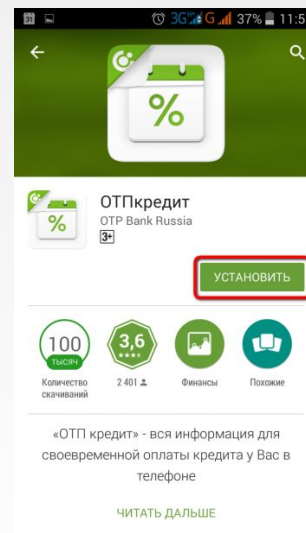 31 3G G 37% 11:5
%
%
ОТПкредит
OTP Bank Russia
3+
УСТАНОВИТЬ
100
ТЫСЯЧ
3,6
Количество
скачиваний
2 401
Финансы
Похожие
«ОТП кредит» - вся информация для
своевременной оплаты кредита у Вас в
телефоне
ЧИТАТЬ ДАЛЬШЕ